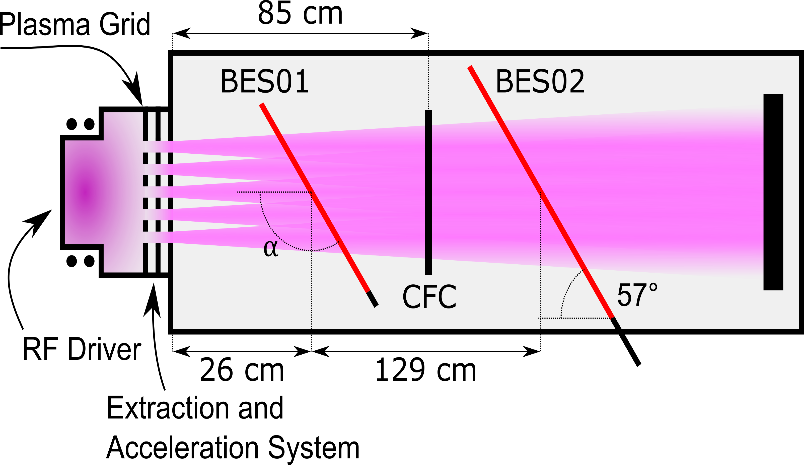 Plasma Grid
85 cm
BES01
BES02
α
CFC
57°
RF Driver
26 cm
129 cm
Extraction and
Acceleration System